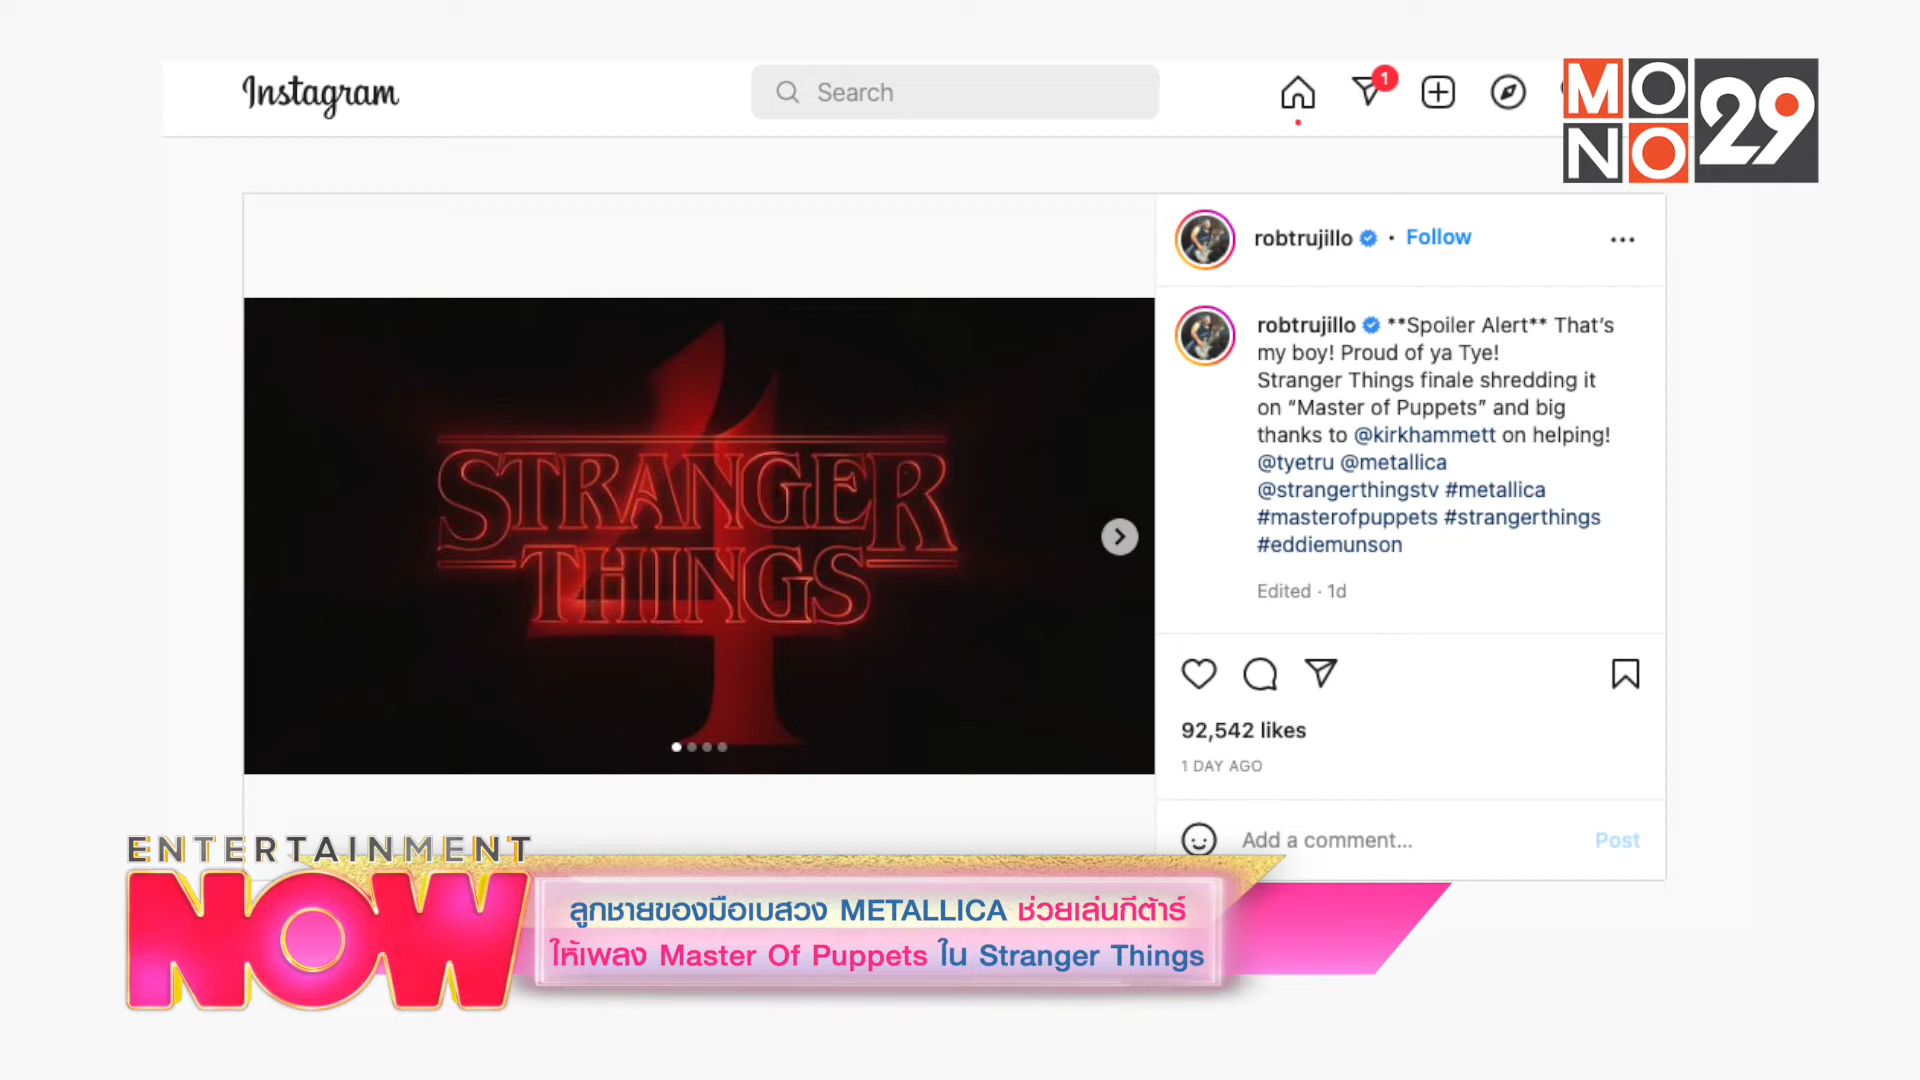 Instagram
Search
1
MONO 29
robtrujillo • Follow
STRANGER
THINGS
4
robtrujillo **Spoiler Alert** That's
my boy! Proud of ya Tye!
Stranger Things finale shredding it
on “Master of Puppets” and big
thanks to @kirkhammett on helping!
@tyetru @metallica
@strangerthingstv #metallica
#masterofpuppets #strangerthings
#eddiemunson
Edited · 1d
92,542 likes
1 DAY AGO
Add a comment...
Post
ENTERTAINMENT
NOW
ลูกชายของมือเบสวง METALLICA ช่วยเล่นกีต้าร์
ให้เพลง Master Of Puppets ใน Stranger Things